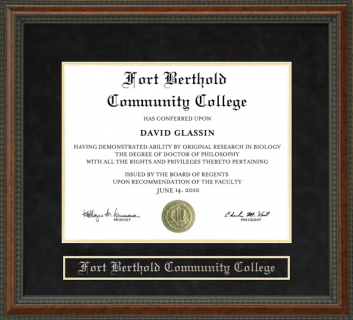 Fort Berthold
Community College
HAS CONFERRED UPON
DAVID GLASSIN
HAVING DEMONSTRATED ABILITY BY ORIGINAL RESEARCH IN BIOLOGY
THE DEGREE OF DOCTOR OF PHILOSOPHY
WITH ALL THE RIGHTS AND PRIVILEGES THERETO PERTAINING
ISSUED BY THE BOARD OF REGENTS
UPON RECOMMENDATION OF THE FACULTY
JUNE 14, 2010
PROVOST
PRESIDENT
Fort Berthold Community College